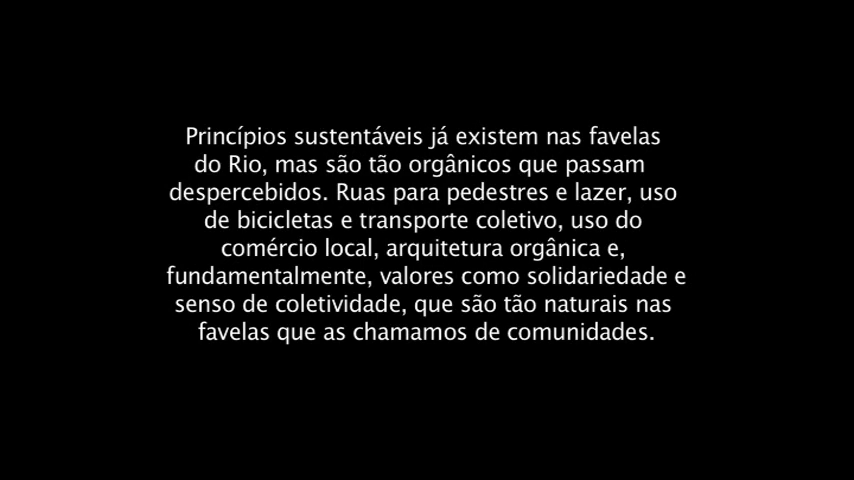 Princípios sustentáveis já existem nas favelas
do Rio, mas são tão orgânicos que passam
despercebidos. Ruas para pedestres e lazer, uso
de bicicletas e transporte coletivo, uso do
comércio local, arquitetura orgânica e,
fundamentalmente, valores como solidariedade e
senso de coletividade, que são tão naturais nas
favelas que as chamamos de comunidades.